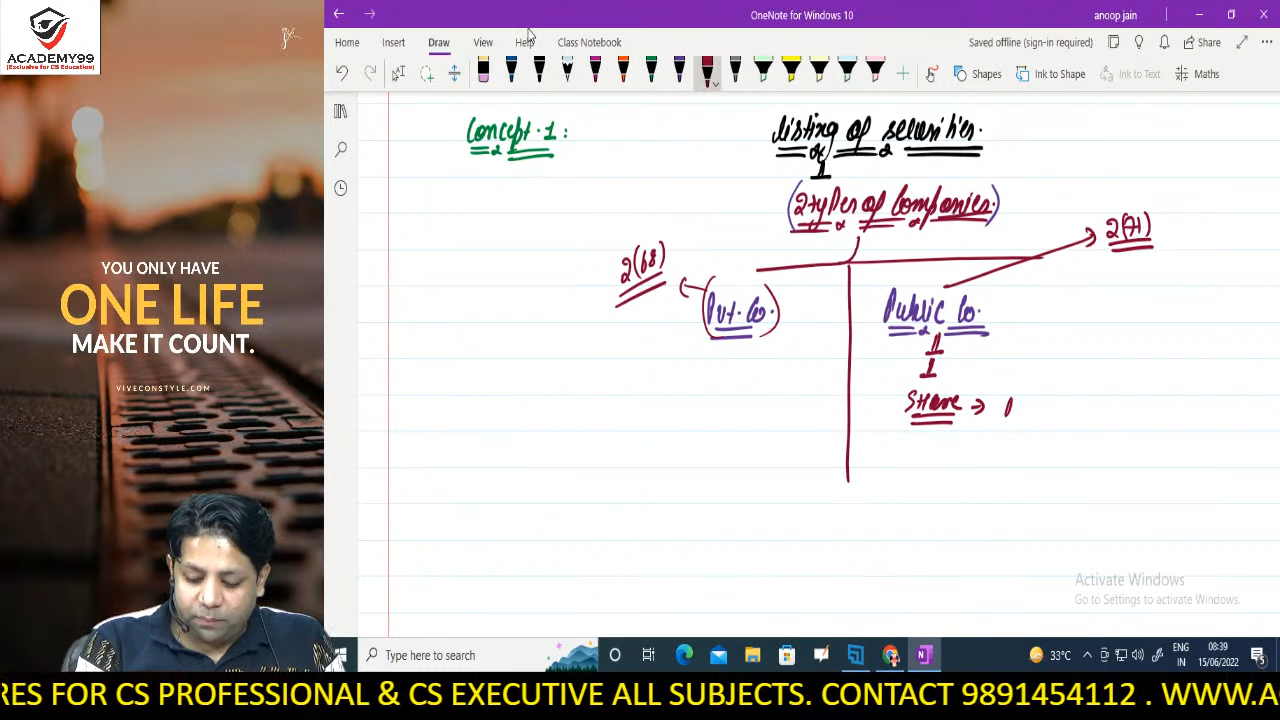 ACADEMY99
(Exclusive for CS Education)
YOU ONLY HAVE
ONE LIFE
MAKE IT COUNT.
VIVECONSTYLE.COM
OneNote for Windows 10
anoop jain
Home Insert Draw View Help Class Notebook
Saved offline (sign-in required)
Share
Shapes Ink to Shape Ink to Text Maths
Concept-1:
Listing of Securities.
(2 types of Companies.)
2(68)
2(71)
(Pvt. Co.)
Public Co.
Share →
Activate Windows
Go to Settings to activate Windows.
Type here to search
33°C
ENG
IN
08:39
15/06/2022
5
RES FOR CS PROFESSIONAL & CS EXECUTIVE ALL SUBJECTS. CONTACT 9891454112 . WWW.A